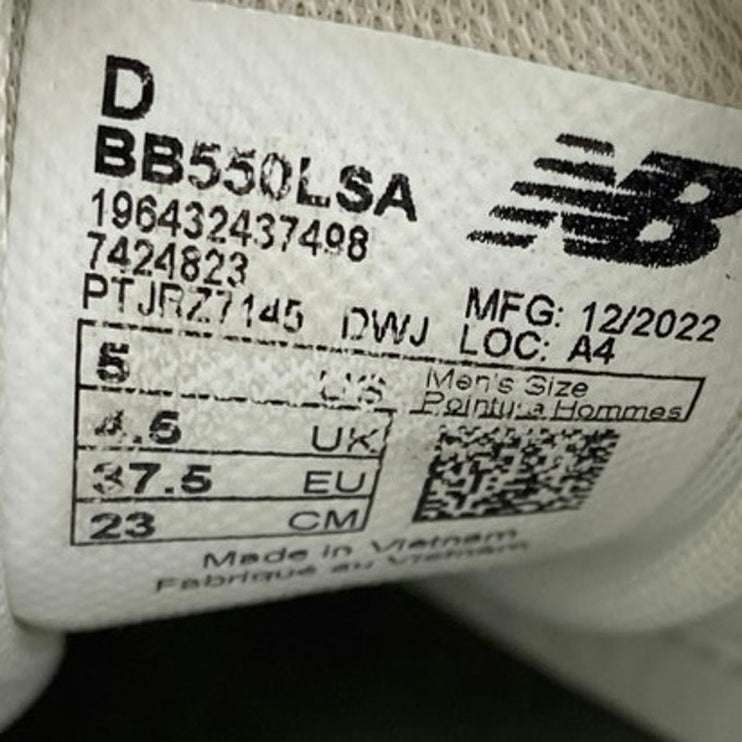 D
BB550LSA
196432437498
7424823
PTJRZ7145 DWJ
NB
MFG: 12/2022
LOC: A4
5 US Men's Size
Pointure Hommes
4.5 UK
37.5 EU
23 CM
Made in Vietnam
Fabriqué au Vietnam